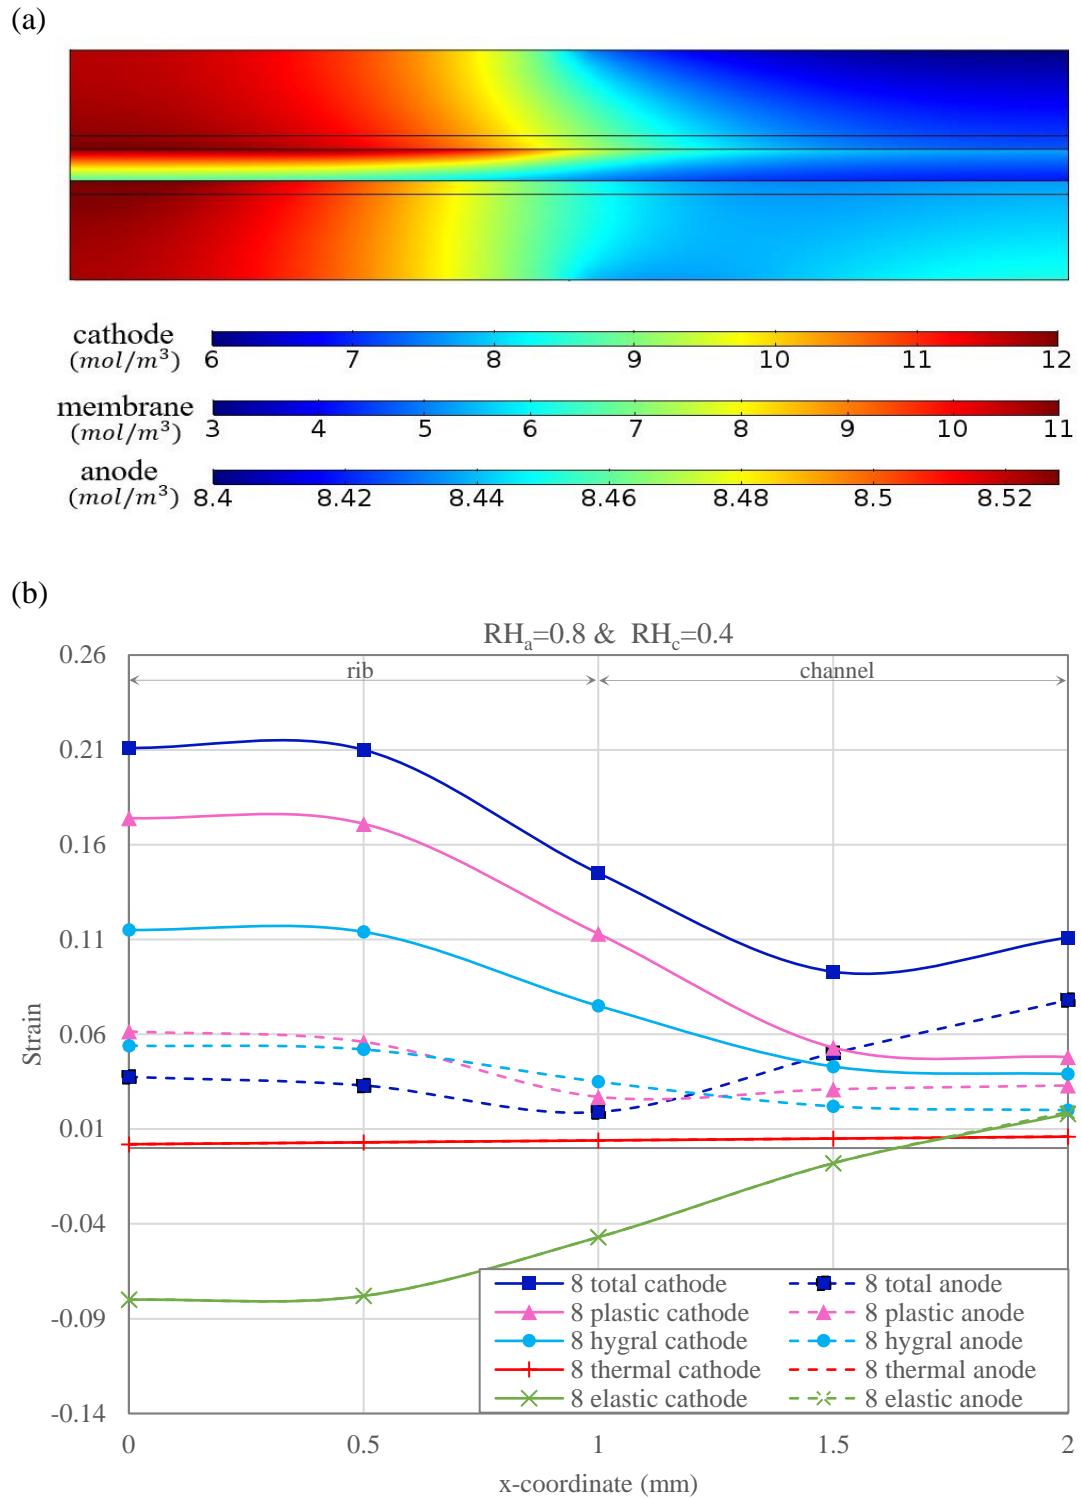 (a)
cathode
(mol/m³)
6 7 8 9 10 11 12
membrane
(mol/m³)
3 4 5 6 7 8 9 10 11
anode
(mol/m³)
8.4 8.42 8.44 8.46 8.48 8.5 8.52
(b)
RHₐ=0.8 & RH꜀=0.4
rib channel
0.26
0.21
0.16
0.11
0.06
0.01
-0.04
-0.09
-0.14
Strain
8 total cathode 8 total anode
8 plastic cathode 8 plastic anode
8 hygral cathode 8 hygral anode
8 thermal cathode 8 thermal anode
8 elastic cathode 8 elastic anode
0 0.5 1 1.5 2
x-coordinate (mm)